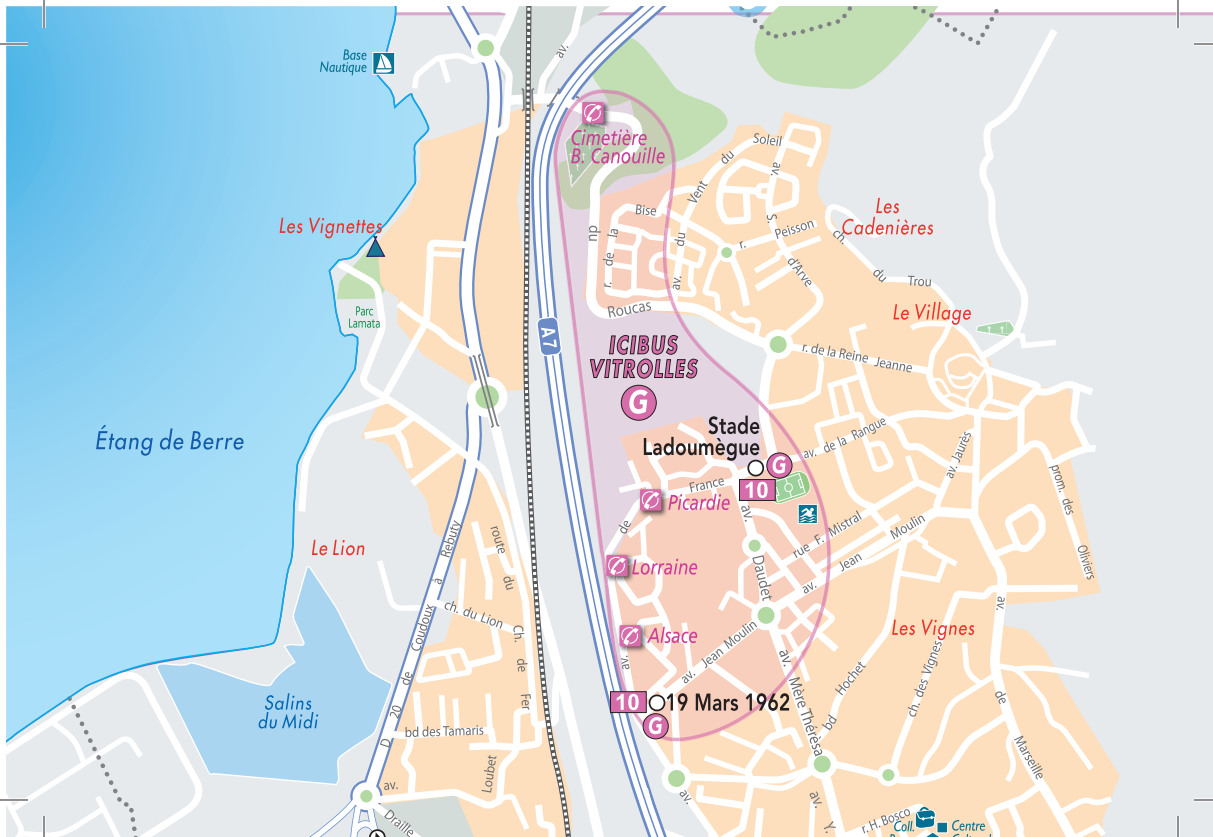 Base
Nautique
av.
Cimetière
B. Canouille
Soleil
du
av.
Vent
S.
Bise
du
la
de
r.
du
av.
r. Peisson
d'Arve
Les
Cadenières
ch.
du
Trou
Les Vignettes
Parc
Lamata
Roucas
A7
Le Village
ICIBUS
VITROLLES
G
r. de la Reine Jeanne
Étang de Berre
Stade
Ladoumègue
G
10
av. de la Rangue
av. Jaurès
prom. des
Oliviers
France
de
av.
Picardie
Lorraine
Alsace
av.
Daudet
rue F. Mistral
av. Jean Moulin
Le Lion
Rebuty
a
Coudoux
de
D 20
route
du
Ch.
de
Fer
ch. du Lion
av. Jean Moulin
av.
Mère Thérèsa
bd Hochet
ch. des Vignes
Les Vignes
av.
de
Marseille
Salins
du Midi
10
19 Mars 1962
G
bd des Tamaris
Loubet
av.
Draille
av.
av.
Y.
r. H. Bosco
Coll.
Centre